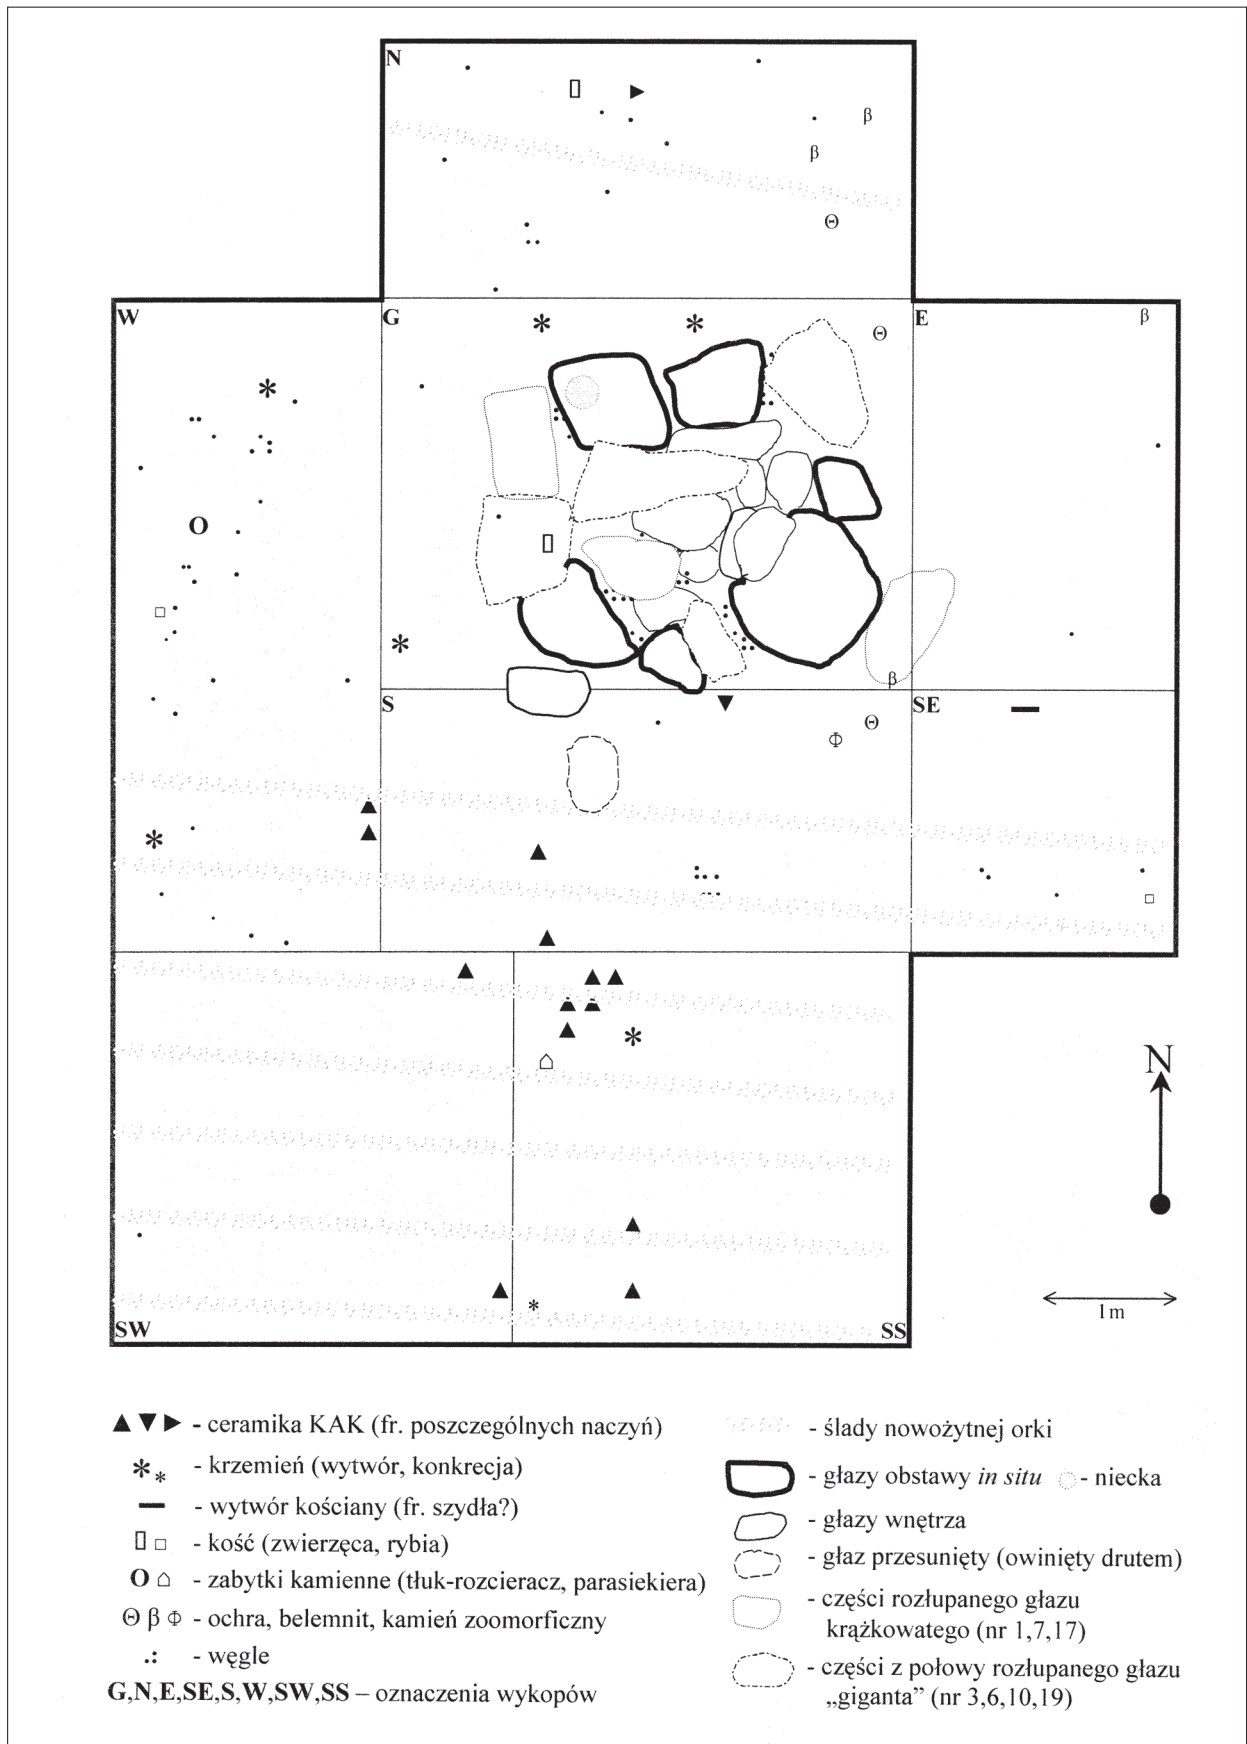 N
β
β
Θ
W
G
E
β
Θ
O
β
S
SE
Θ
Φ
N
1m
SW
SS
- ceramika KAK (fr. poszczególnych naczyń)
- krzemień (wytwór, konkrecja)
- wytwór kościany (fr. szydła?)
- kość (zwierzęca, rybia)
O - zabytki kamienne (tłuk-rozcieracz, parasiekiera)
Θ β Φ - ochra, belemnit, kamień zoomorficzny
- węgle
G,N,E,SE,S,W,SW,SS – oznaczenia wykopów
- ślady nowożytnej orki
- głazy obstawy in situ - niecka
- głazy wnętrza
- głaz przesunięty (owinięty drutem)
- części rozłupanego głazu
krążkowatego (nr 1,7,17)
- części z połowy rozłupanego głazu
„giganta” (nr 3,6,10,19)